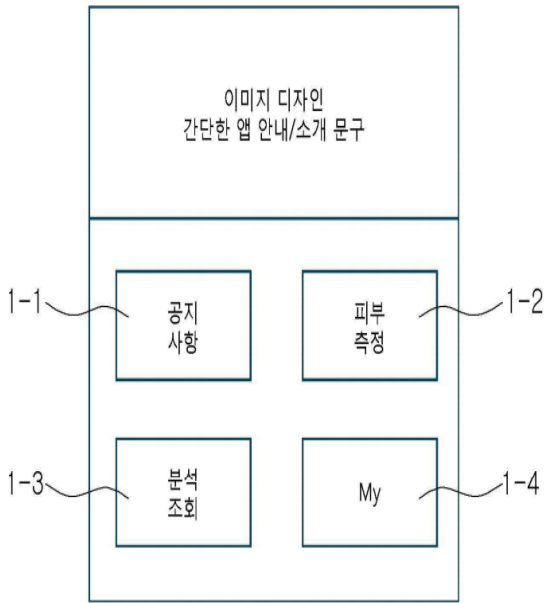 이미지 디자인
간단한 앱 안내/소개 문구
1-1
공지
사항
피부
측정
1-2
1-3
분석
조회
My
1-4